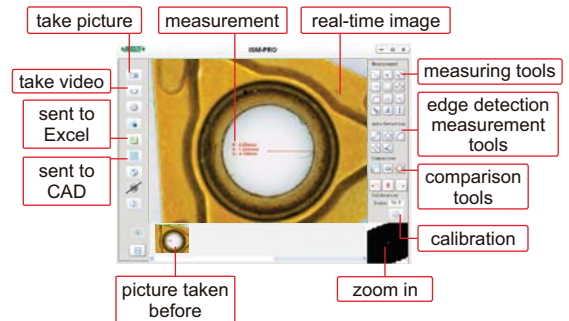 take picture
measurement
real-time image
ISM-PRO
take video
measuring tools
sent to
Excel
edge detection
measurement
tools
sent to
CAD
comparison
tools
calibration
picture taken
before
zoom in